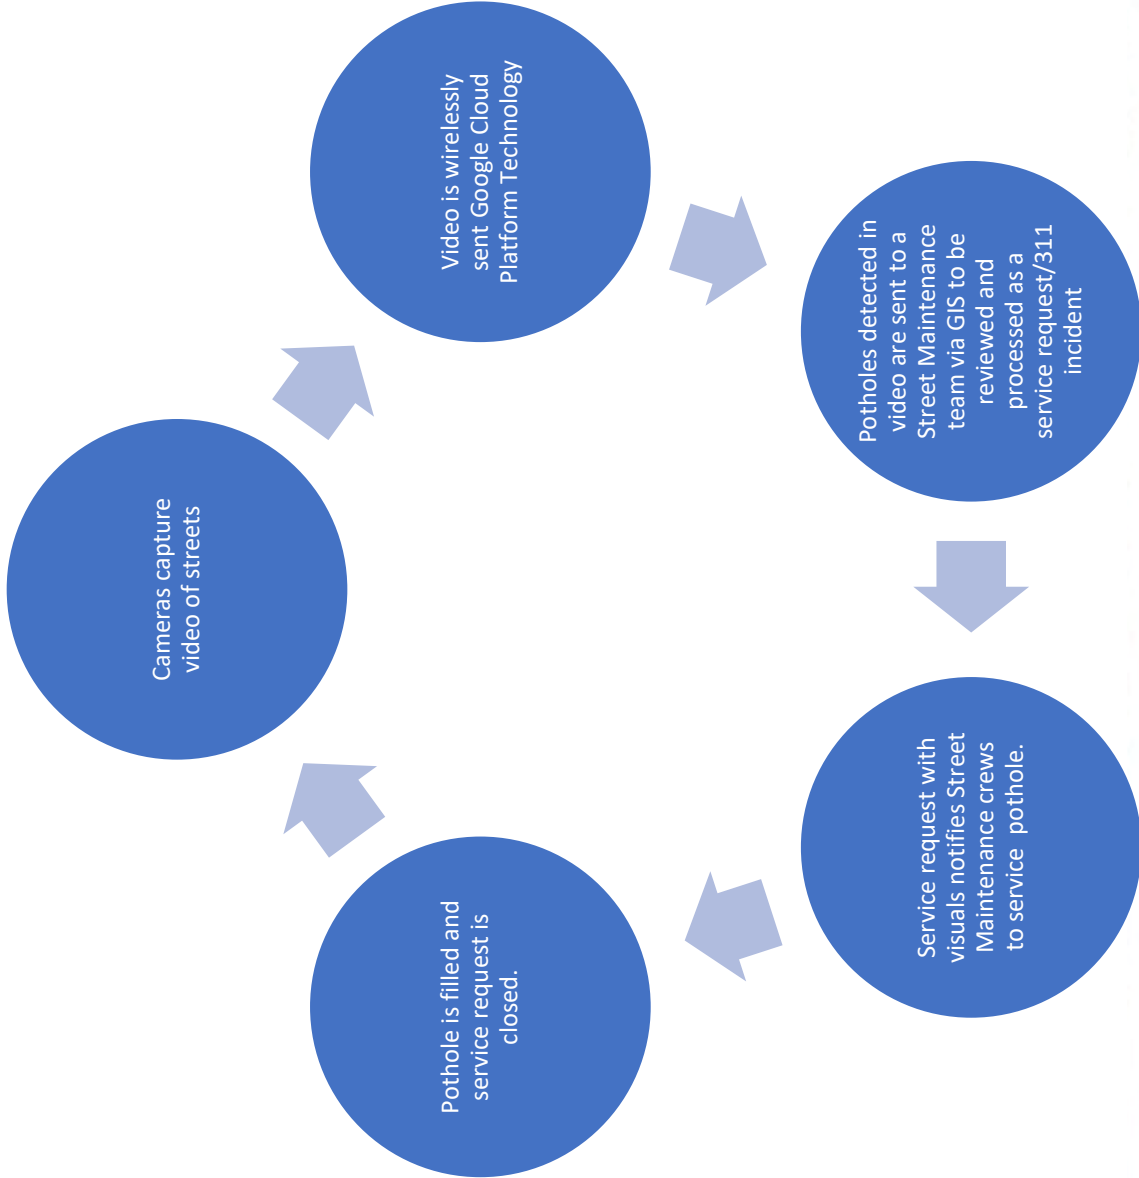 Cameras capture
video of streets
Video is wirelessly
sent Google Cloud
Platform Technology
Potholes detected in
video are sent to a
Street Maintenance
team via GIS to be
reviewed and
processed as a
service request/311
incident
Service request with
visuals notifies Street
Maintenance crews
to service  pothole.
Pothole is filled and
service request is
closed.